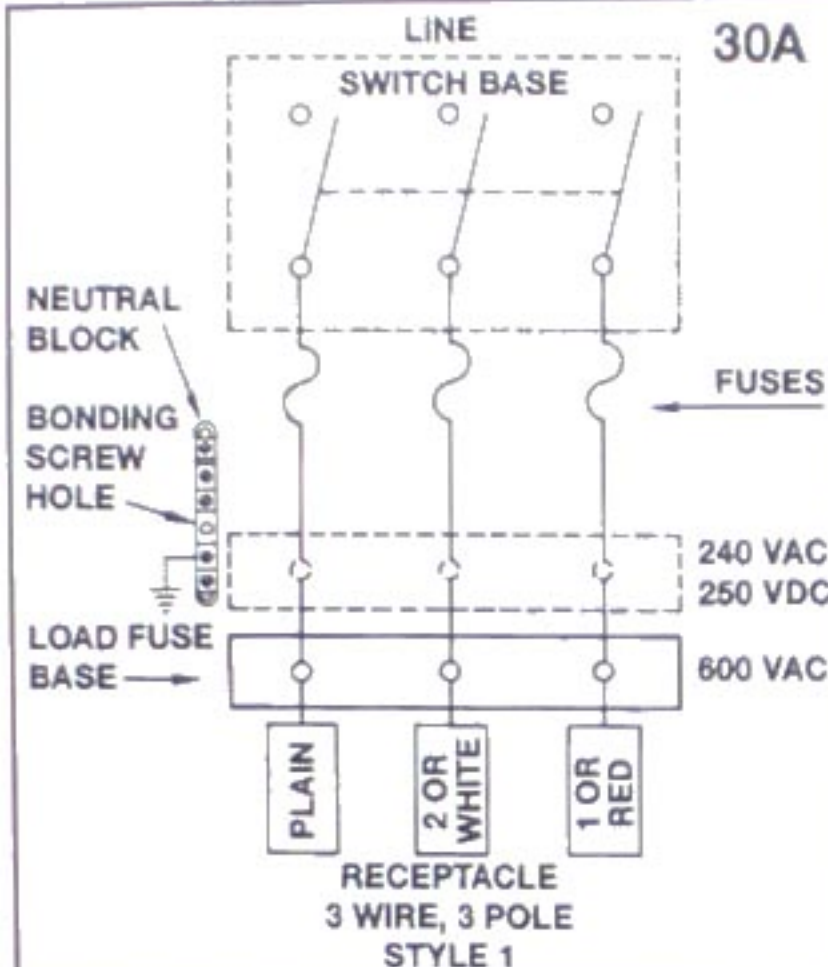 LINE
30A
SWITCH BASE
NEUTRAL
BLOCK
FUSES
BONDING
SCREW
HOLE
240 VAC
250 VDC
LOAD FUSE
BASE
600 VAC
PLAIN
2 OR
WHITE
1 OR
RED
RECEPTACLE
3 WIRE, 3 POLE
STYLE 1